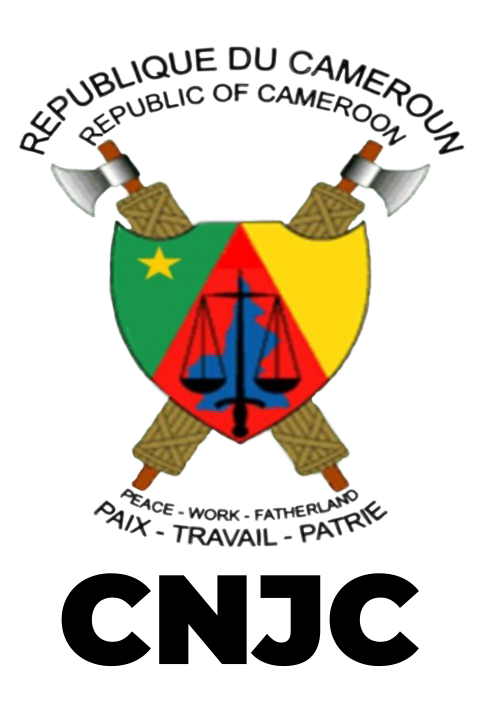 REPUBLIQUE DU CAMEROUN
REPUBLIC OF CAMEROON
PEACE - WORK - FATHERLAND
PAIX - TRAVAIL - PATRIE
CNJC